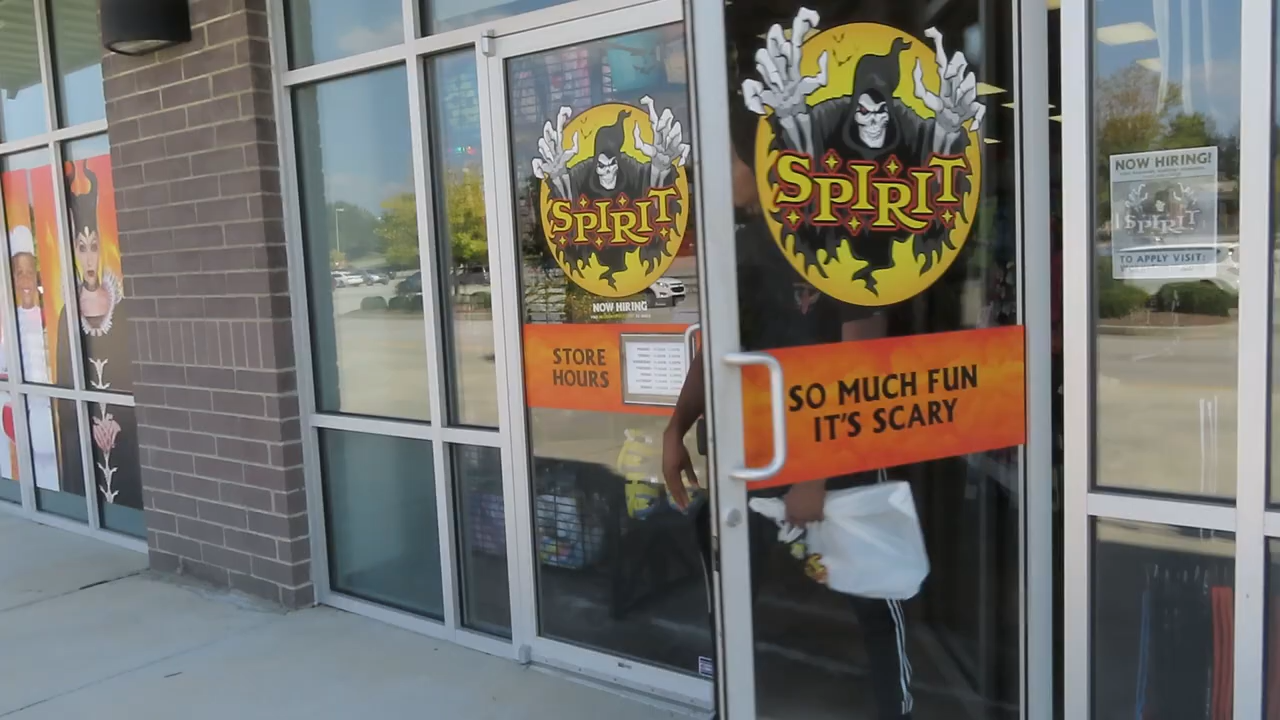 SPIRIT
NOW HIRING
STORE
HOURS
SPIRIT
SO MUCH FUN
IT'S SCARY
NOW HIRING!
SPIRIT
TO APPLY VISIT: